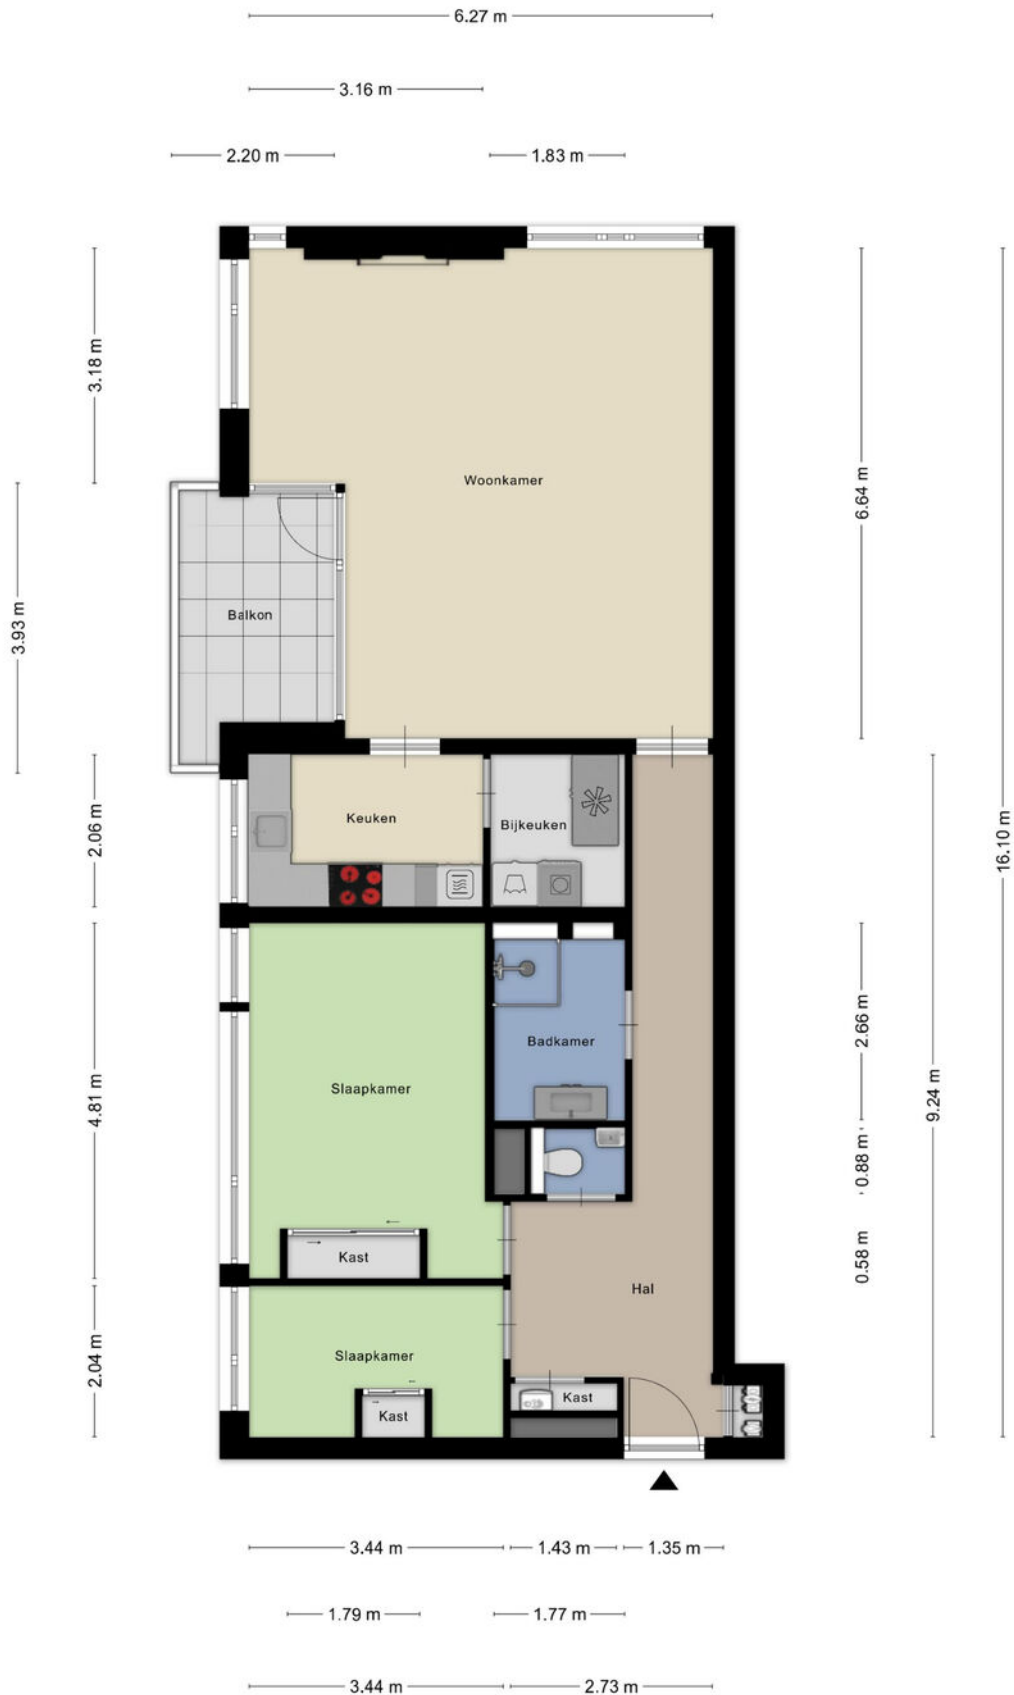 6.27 m
3.16 m
2.20 m
1.83 m
3.18 m
6.64 m
Woonkamer
3.93 m
Balkon
2.06 m
Keuken
Bijkeuken
16.10 m
4.81 m
Slaapkamer
Badkamer
2.66 m
9.24 m
0.88 m
Kast
0.58 m
Hal
2.04 m
Slaapkamer
Kast
Kast
3.44 m
1.43 m
1.35 m
1.79 m
1.77 m
3.44 m
2.73 m